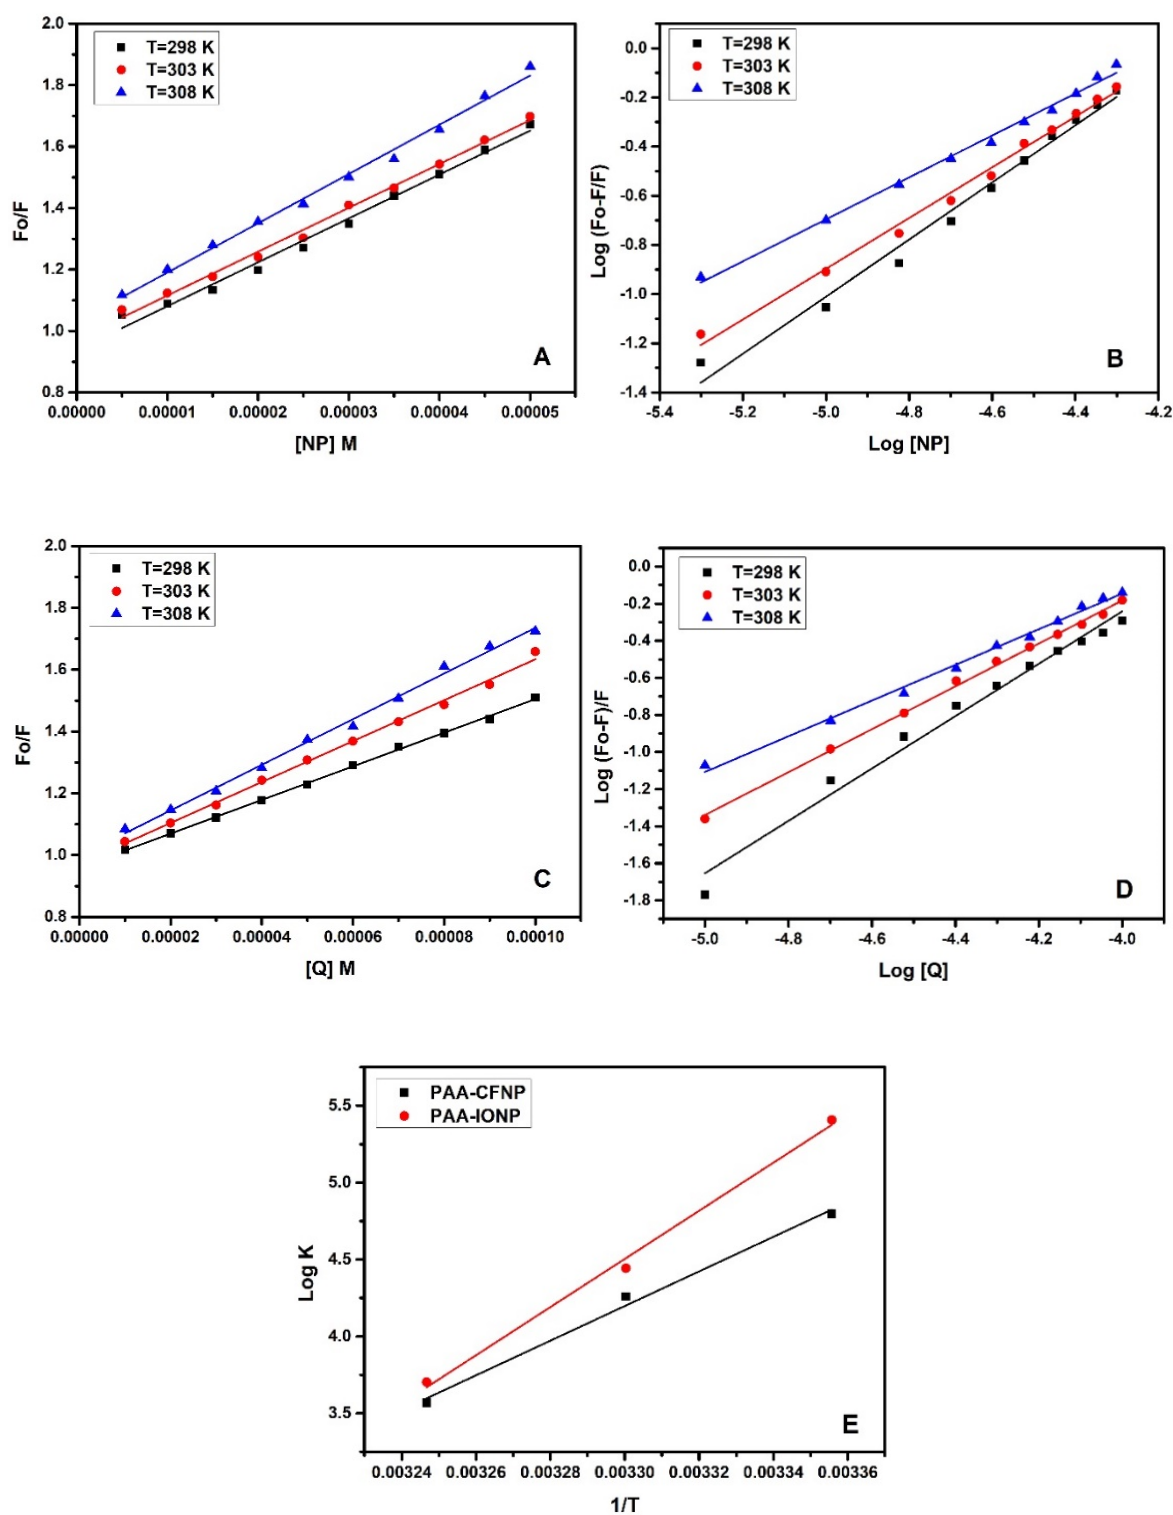 2.0
1.8
1.6
1.4
1.2
1.0
0.8
Fo/F
T=298 K
T=303 K
T=308 K
A
0.00000 0.00001 0.00002 0.00003 0.00004 0.00005
[NP] M
0.0
-0.2
-0.4
-0.6
-0.8
-1.0
-1.2
-1.4
Log (Fo-F/F)
T=298 K
T=303 K
T=308 K
B
-5.4 -5.2 -5.0 -4.8 -4.6 -4.4 -4.2
Log [NP]
2.0
1.8
1.6
1.4
1.2
1.0
0.8
Fo/F
T=298 K
T=303 K
T=308 K
C
0.00000 0.00002 0.00004 0.00006 0.00008 0.00010
[Q] M
0.0
-0.2
-0.4
-0.6
-0.8
-1.0
-1.2
-1.4
-1.6
-1.8
Log (Fo-F)/F
T=298 K
T=303 K
T=308 K
D
-5.0 -4.8 -4.6 -4.4 -4.2 -4.0
Log [Q]
5.5
5.0
4.5
4.0
3.5
Log K
PAA-CFNP
PAA-IONP
E
0.00324 0.00326 0.00328 0.00330 0.00332 0.00334 0.00336
1/T